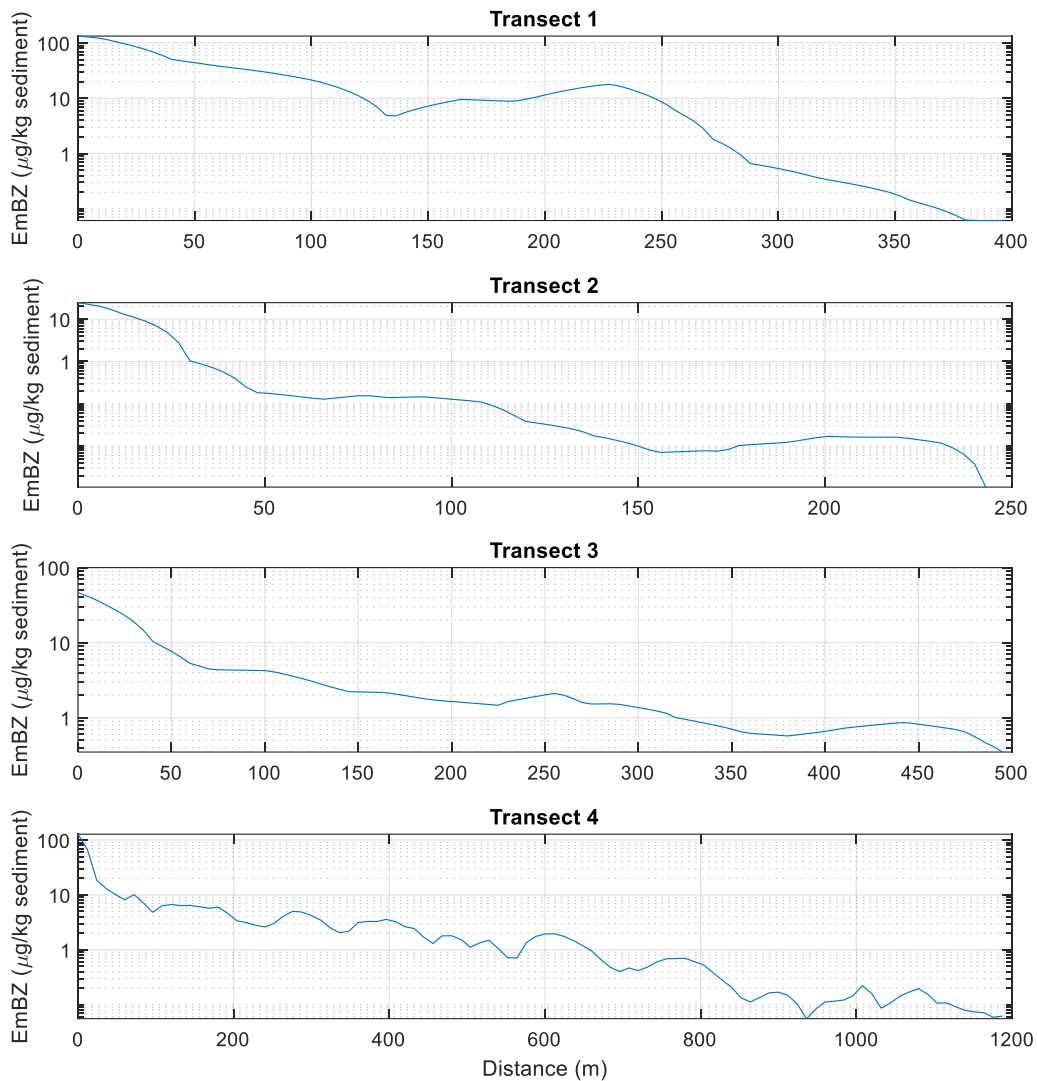 Transect 1
EmBZ (μg/kg sediment)
100
10
1
0 50 100 150 200 250 300 350 400
Transect 2
EmBZ (μg/kg sediment)
10
1
0 50 100 150 200 250
Transect 3
EmBZ (μg/kg sediment)
100
10
1
0 50 100 150 200 250 300 350 400 450 500
Transect 4
EmBZ (μg/kg sediment)
100
10
1
0 200 400 600 800 1000 1200
Distance (m)